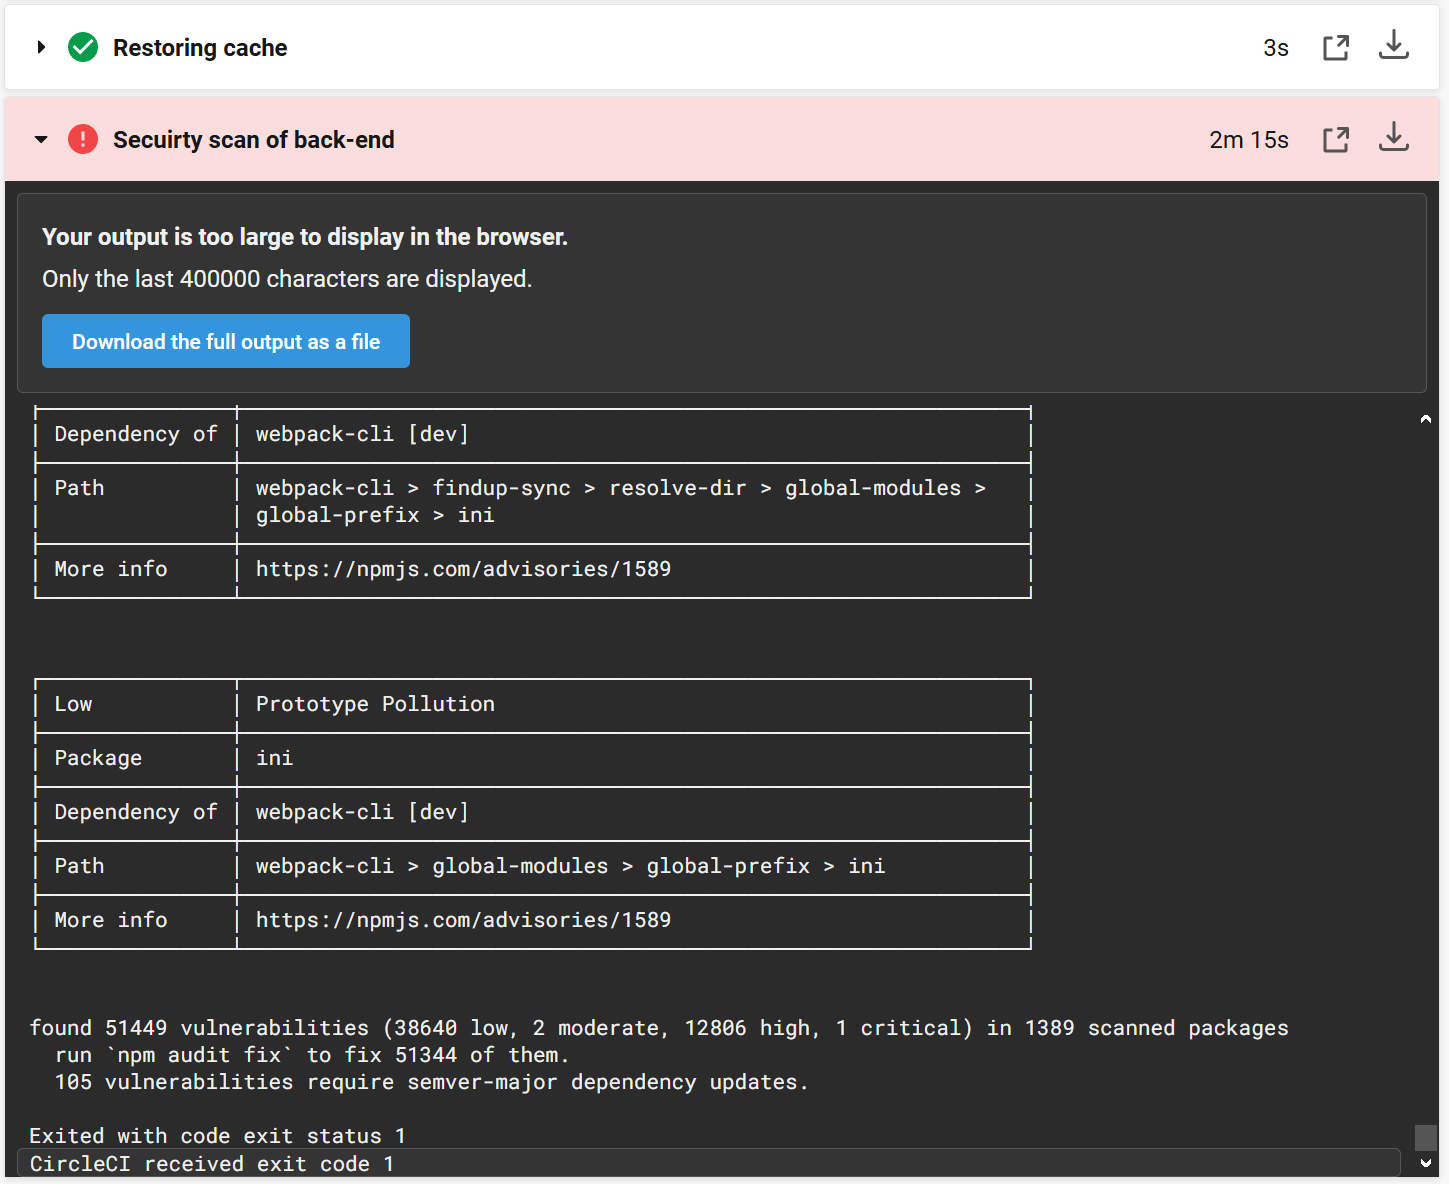 Restoring cache 3s
Secuirty scan of back-end 2m 15s
Your output is too large to display in the browser.
Only the last 400000 characters are displayed.
Download the full output as a file
Dependency of webpack-cli [dev]
Path webpack-cli > findup-sync > resolve-dir > global-modules >
global-prefix > ini
More info https://npmjs.com/advisories/1589
Low Prototype Pollution
Package ini
Dependency of webpack-cli [dev]
Path webpack-cli > global-modules > global-prefix > ini
More info https://npmjs.com/advisories/1589
found 51449 vulnerabilities (38640 low, 2 moderate, 12806 high, 1 critical) in 1389 scanned packages
run `npm audit fix` to fix 51344 of them.
105 vulnerabilities require semver-major dependency updates.
Exited with code exit status 1
CircleCI received exit code 1